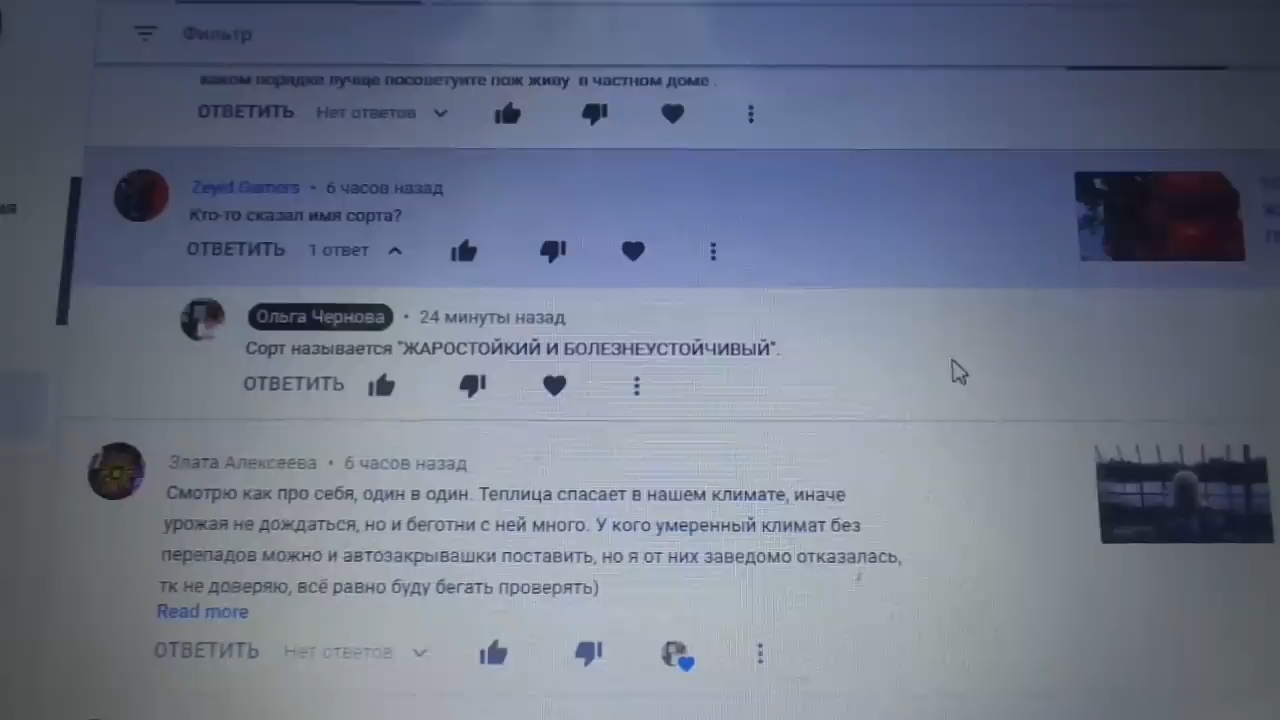 Фильтр
каком порядке лучще посоветуйте пож живу в частном доме .
ОТВЕТИТЬ Нет ответов
Zeyid Gamers • 6 часов назад
Кто-то сказал имя сорта?
ОТВЕТИТЬ 1 ответ
Ольга Чернова • 24 минуты назад
Сорт называется "ЖАРОСТОЙКИЙ И БОЛЕЗНЕУСТОЙЧИВЫЙ".
ОТВЕТИТЬ
Злата Алексеева • 6 часов назад
Смотрю как про себя, один в один. Теплица спасает в нашем климате, иначе
урожая не дождаться, но и беготни с ней много. У кого умеренный климат без
перепадов можно и автозакрывашки поставить, но я от них заведомо отказалась,
тк не доверяю, всё равно буду бегать проверять)
Read more
ОТВЕТИТЬ Нет ответов